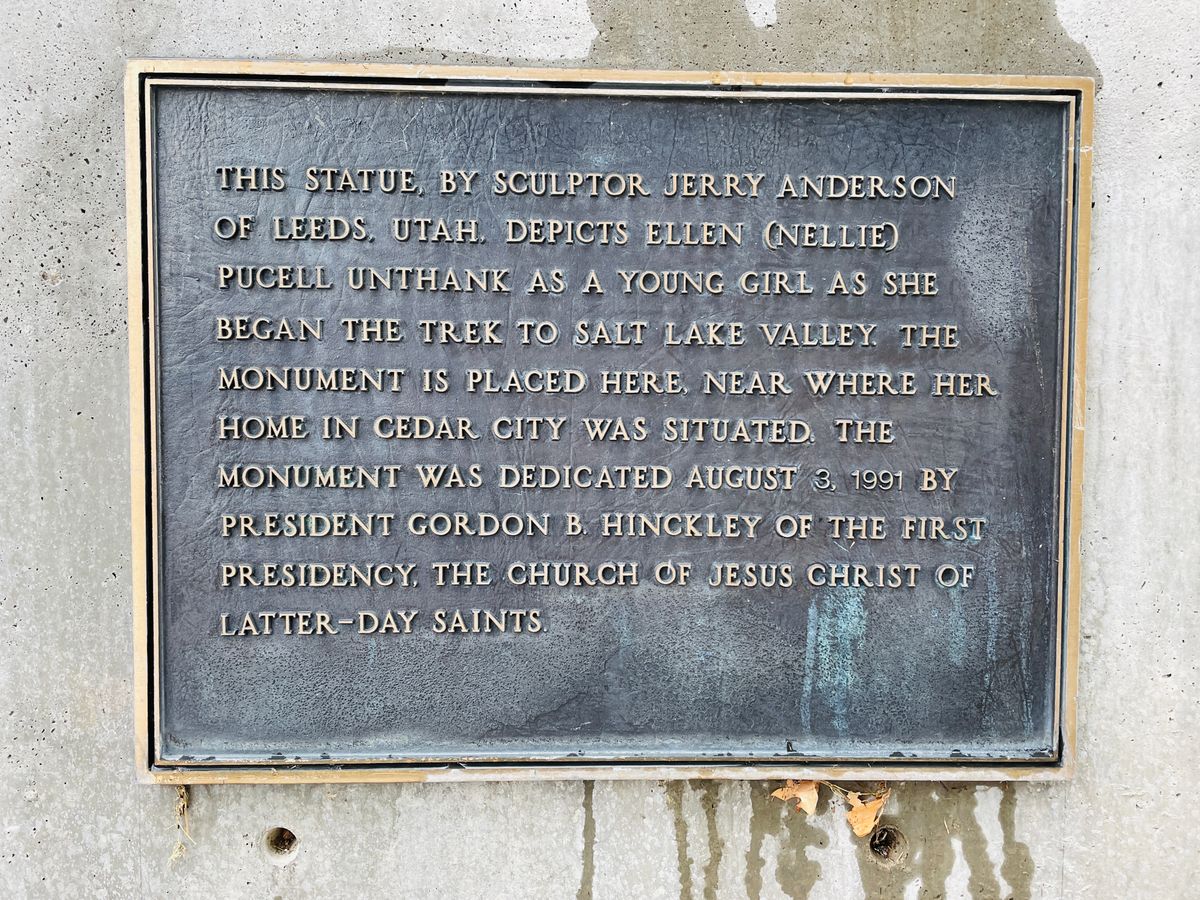 THIS STATUE, BY SCULPTOR JERRY ANDERSON
OF LEEDS, UTAH, DEPICTS ELLEN (NELLIE)
PUCELL UNTHANK AS A YOUNG GIRL AS SHE
BEGAN THE TREK TO SALT LAKE VALLEY. THE
MONUMENT IS PLACED HERE, NEAR WHERE HER
HOME IN CEDAR CITY WAS SITUATED. THE
MONUMENT WAS DEDICATED AUGUST 3, 1991 BY
PRESIDENT GORDON B. HINCKLEY OF THE FIRST
PRESIDENCY, THE CHURCH OF JESUS CHRIST OF
LATTER-DAY SAINTS.